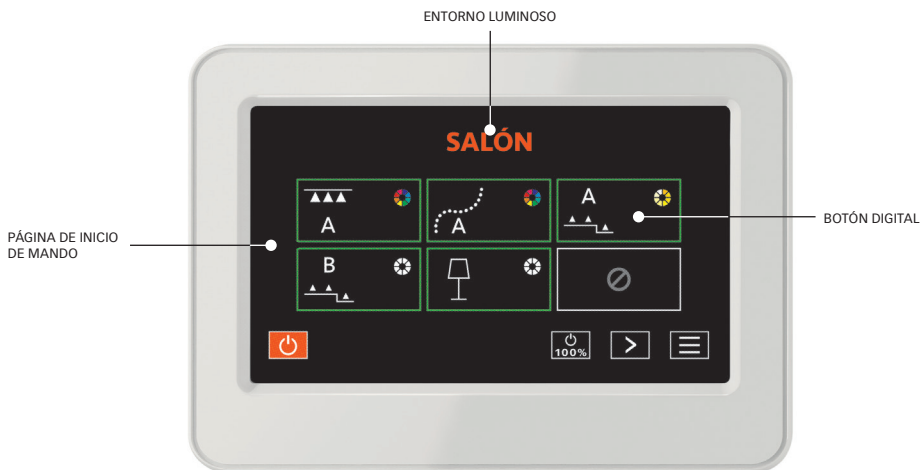 ENTORNO LUMINOSO
SALÓN
A
A
A
BOTÓN DIGITAL
PÁGINA DE INICIO
DE MANDO
B
100%